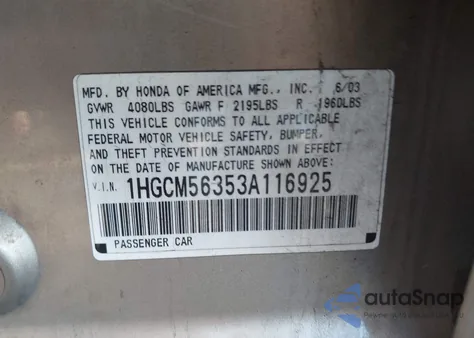 MFD. BY HONDA OF AMERICA MFG., INC. 6/03
GVWR 4080LBS GAWR F 2195LBS R 1960LBS
THIS VEHICLE CONFORMS TO ALL APPLICABLE
FEDERAL MOTOR VEHICLE SAFETY, BUMPER,
AND THEFT PREVENTION STANDARDS IN EFFECT
ON THE DATE OF MANUFACTURE SHOWN ABOVE:
V.I.N. 1HGCM56353A116925
PASSENGER CAR
autoSnap